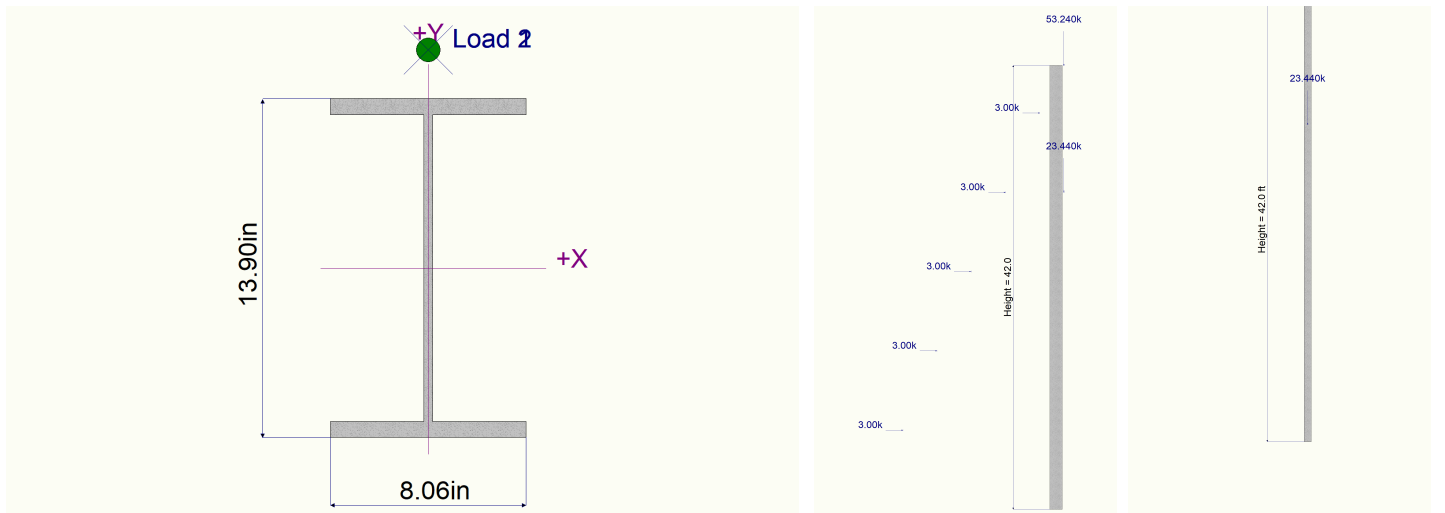 +Y
Load 2
+X
13.90in
8.06in
53.240k
3.00k
23.440k
3.00k
3.00k
3.00k
3.00k
Height = 42.0
23.440k
Height = 42.0 ft